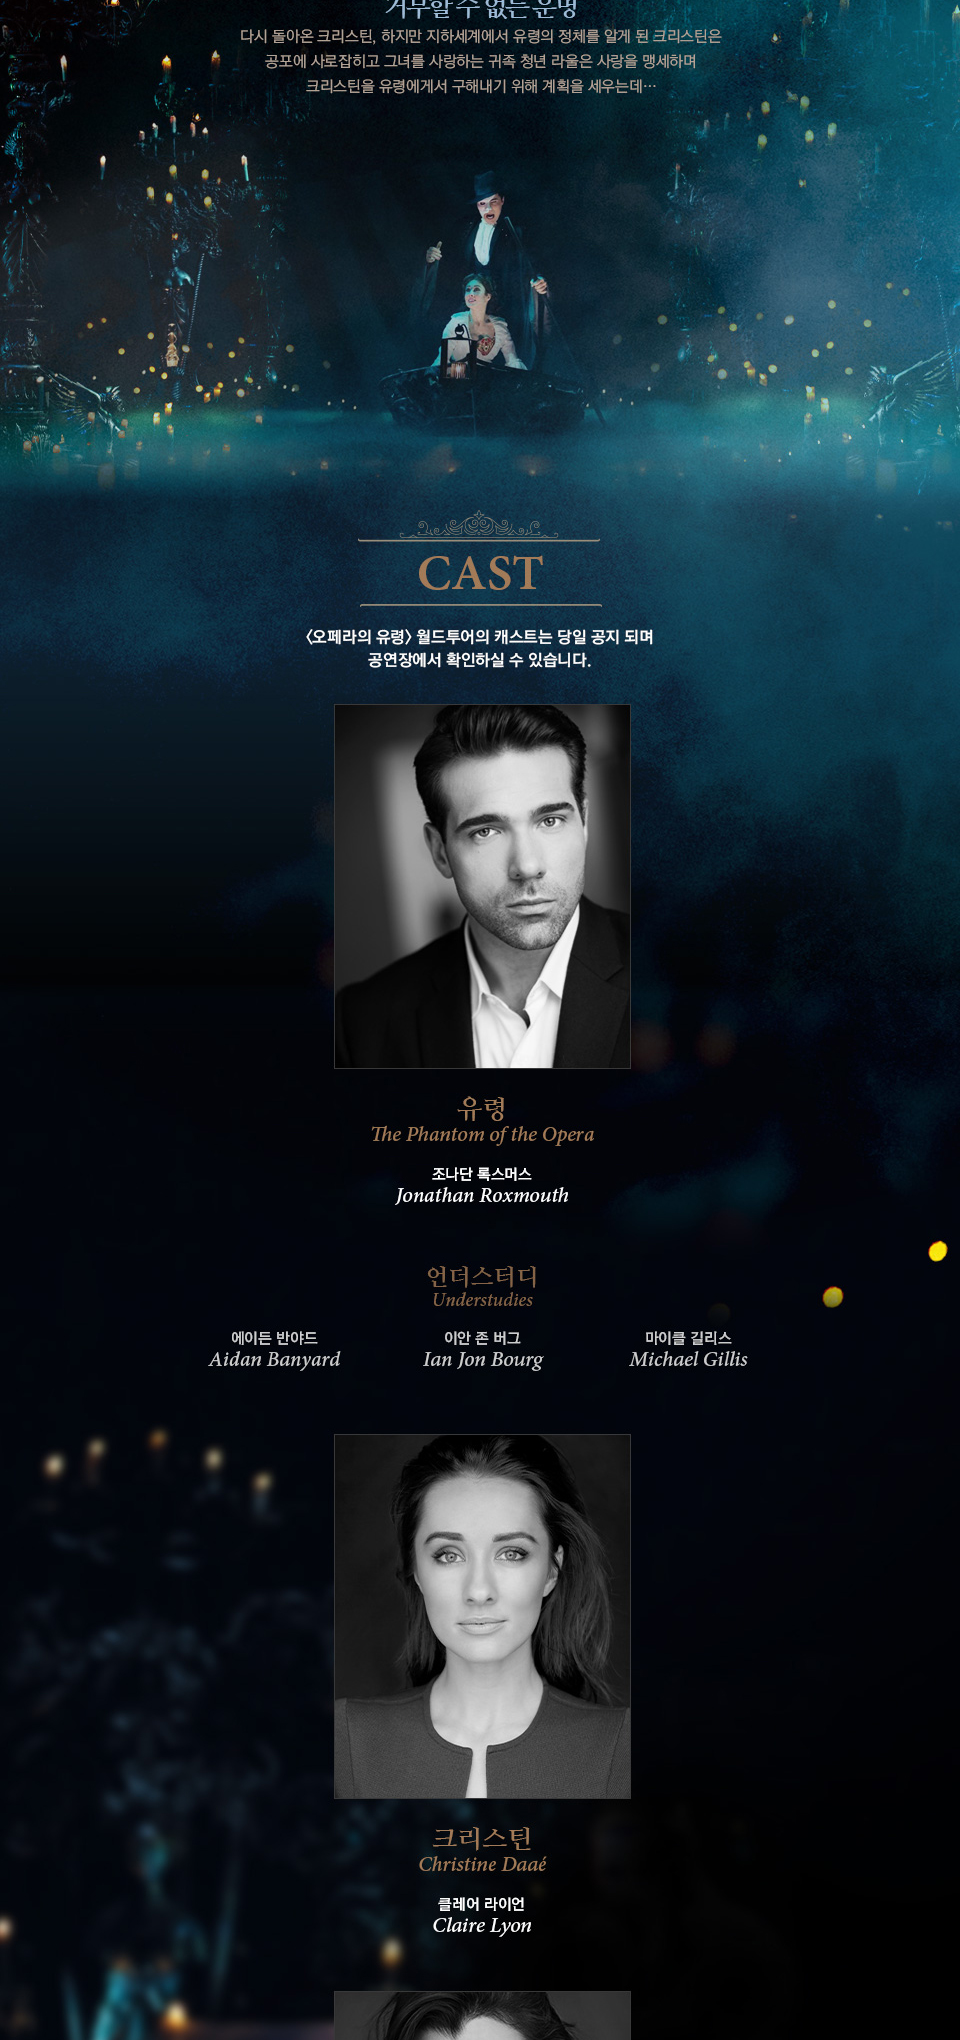 거부할 수 없는 운명
다시 돌아온 크리스틴, 하지만 지하세계에서 유령의 정체를 알게 된 크리스틴은
공포에 사로잡히고 그녀를 사랑하는 귀족 청년 라울은 사랑을 맹세하며
크리스틴을 유령에게서 구해내기 위해 계획을 세우는데…
CAST
〈오페라의 유령〉 월드투어의 캐스트는 당일 공지 되며
공연장에서 확인하실 수 있습니다.
유령
The Phantom of the Opera
조나단 록스머스
Jonathan Roxmouth
언더스터디
Understudies
에이든 반야드 이안 존 버그 마이클 길리스
Aidan Banyard Ian Jon Bourg Michael Gillis
크리스틴
Christine Daaé
클레어 라이언
Claire Lyon